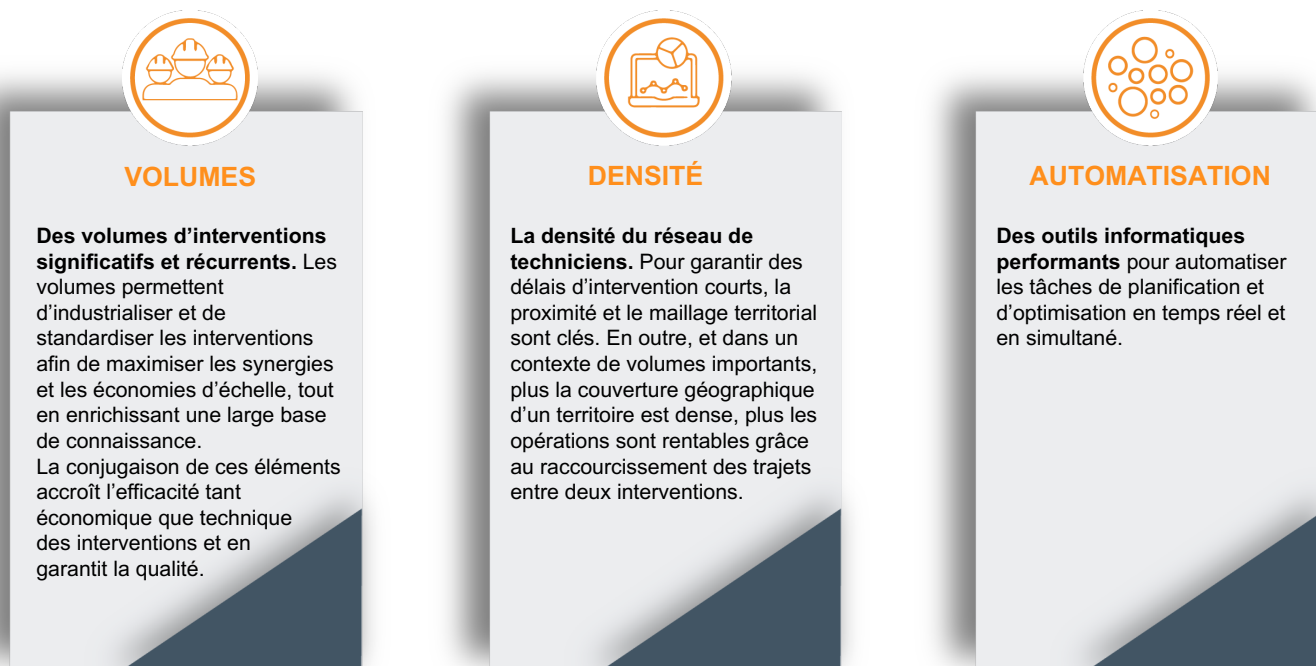 VOLUMES
Des volumes d’interventions
significatifs et récurrents. Les
volumes permettent
d’industrialiser et de
standardiser les interventions
afin de maximiser les synergies
et les économies d’échelle, tout
en enrichissant une large base
de connaissance.
La conjugaison de ces éléments
accroît l’efficacité tant
économique que technique
des interventions et en
garantit la qualité.
DENSITÉ
La densité du réseau de
techniciens. Pour garantir des
délais d’intervention courts, la
proximité et le maillage territorial
sont clés. En outre, et dans un
contexte de volumes importants,
plus la couverture géographique
d’un territoire est dense, plus les
opérations sont rentables grâce
au raccourcissement des trajets
entre deux interventions.
AUTOMATISATION
Des outils informatiques
performants pour automatiser
les tâches de planification et
d’optimisation en temps réel et
en simultané.